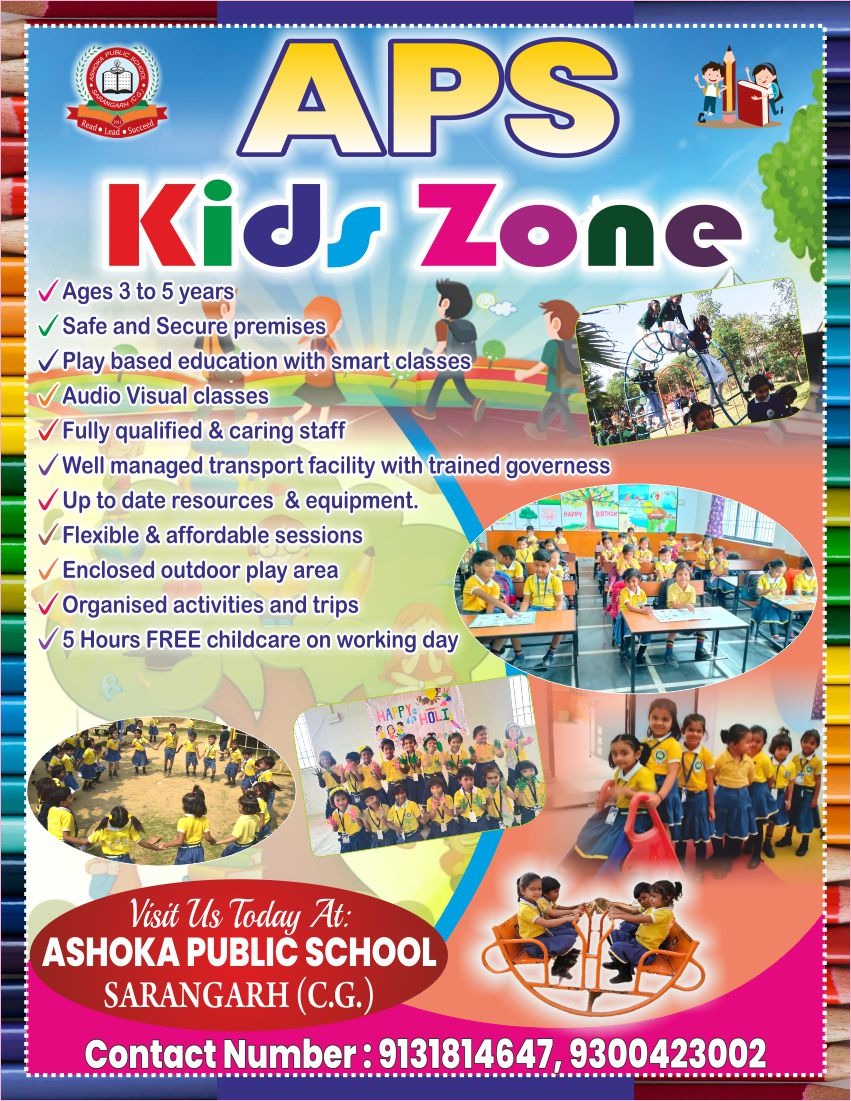 ASHOKA PUBLIC SCHOOL
SARANGARH (C.G.)
Read • Lead • Succeed
APS
Kids Zone
Ages 3 to 5 years
Safe and Secure premises
Play based education with smart classes
Audio Visual classes
Fully qualified & caring staff
Well managed transport facility with trained governess
Up to date resources & equipment.
Flexible & affordable sessions
Enclosed outdoor play area
Organised activities and trips
5 Hours FREE childcare on working day
HAPPY BIRTHDAY
HAPPY
HOLI
Visit Us Today At:
ASHOKA PUBLIC SCHOOL
SARANGARH (C.G.)
Contact Number : 9131814647, 9300423002